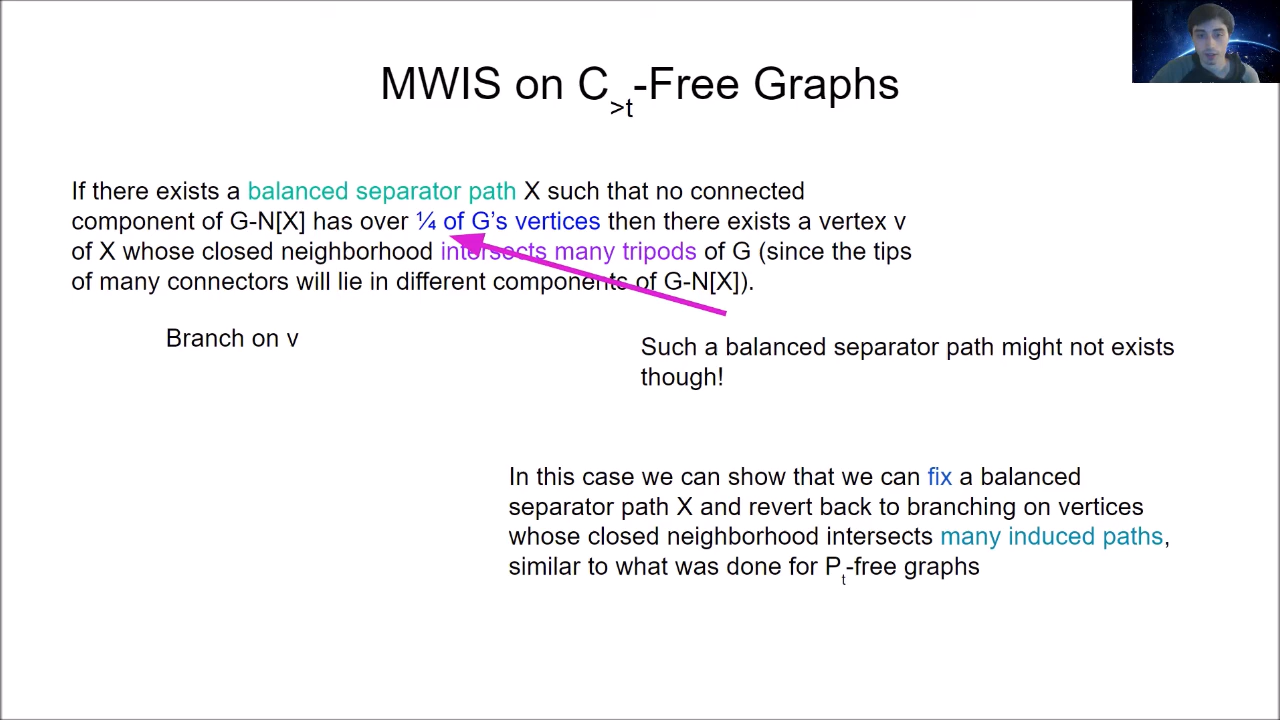 MWIS on C>t-Free Graphs
If there exists a balanced separator path X such that no connected
component of G-N[X] has over ¼ of G’s vertices then there exists a vertex v
of X whose closed neighborhood intersects many tripods of G (since the tips
of many connectors will lie in different components of G-N[X]).
Branch on v
Such a balanced separator path might not exists
though!
In this case we can show that we can fix a balanced
separator path X and revert back to branching on vertices
whose closed neighborhood intersects many induced paths,
similar to what was done for Pt-free graphs